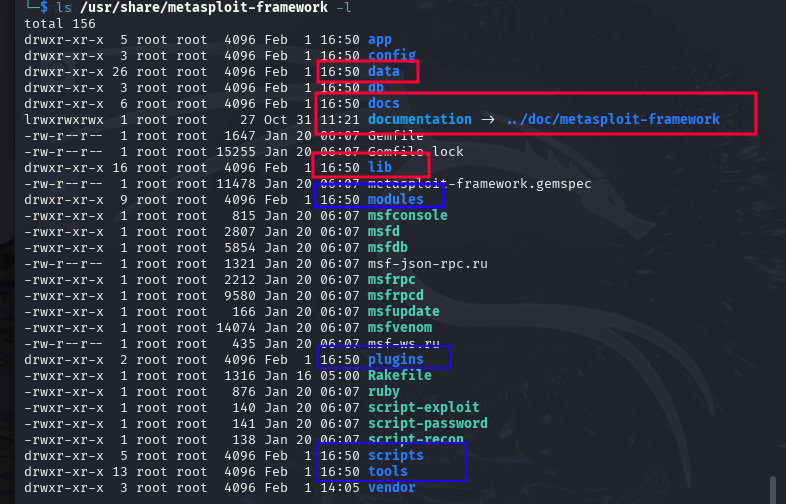 └─$ ls /usr/share/metasploit-framework -l
total 156
drwxr-xr-x  5 root root  4096 Feb  1 16:50 app
drwxr-xr-x  3 root root  4096 Feb  1 16:50 config
drwxr-xr-x 26 root root  4096 Feb  1 16:50 data
drwxr-xr-x  3 root root  4096 Feb  1 16:50 db
drwxr-xr-x  6 root root  4096 Feb  1 16:50 docs
lrwxrwxrwx  1 root root    27 Oct 31 11:21 documentation -> ../doc/metasploit-framework
-rw-r--r--  1 root root  1647 Jan 20 06:07 Gemfile
-rw-r--r--  1 root root 15255 Jan 20 06:07 Gemfile.lock
drwxr-xr-x 16 root root  4096 Feb  1 16:50 lib
-rw-r--r--  1 root root 11478 Jan 20 06:07 metasploit-framework.gemspec
drwxr-xr-x  9 root root  4096 Feb  1 16:50 modules
-rwxr-xr-x  1 root root   815 Jan 20 06:07 msfconsole
-rwxr-xr-x  1 root root  2807 Jan 20 06:07 msfd
-rwxr-xr-x  1 root root  5854 Jan 20 06:07 msfdb
-rw-r--r--  1 root root  1321 Jan 20 06:07 msf-json-rpc.ru
-rwxr-xr-x  1 root root  2212 Jan 20 06:07 msfrpc
-rwxr-xr-x  1 root root  9580 Jan 20 06:07 msfrpcd
-rwxr-xr-x  1 root root   166 Jan 20 06:07 msfupdate
-rwxr-xr-x  1 root root 14074 Jan 20 06:07 msfvenom
-rw-r--r--  1 root root   435 Jan 20 06:07 msf-ws.ru
drwxr-xr-x  2 root root  4096 Feb  1 16:50 plugins
-rwxr-xr-x  1 root root  1316 Jan 16 05:00 Rakefile
-rwxr-xr-x  1 root root   876 Jan 20 06:07 ruby
-rwxr-xr-x  1 root root   140 Jan 20 06:07 script-exploit
-rwxr-xr-x  1 root root   141 Jan 20 06:07 script-password
-rwxr-xr-x  1 root root   138 Jan 20 06:07 script-recon
drwxr-xr-x  5 root root  4096 Feb  1 16:50 scripts
drwxr-xr-x 13 root root  4096 Feb  1 16:50 tools
drwxr-xr-x  3 root root  4096 Feb  1 14:05 vendor